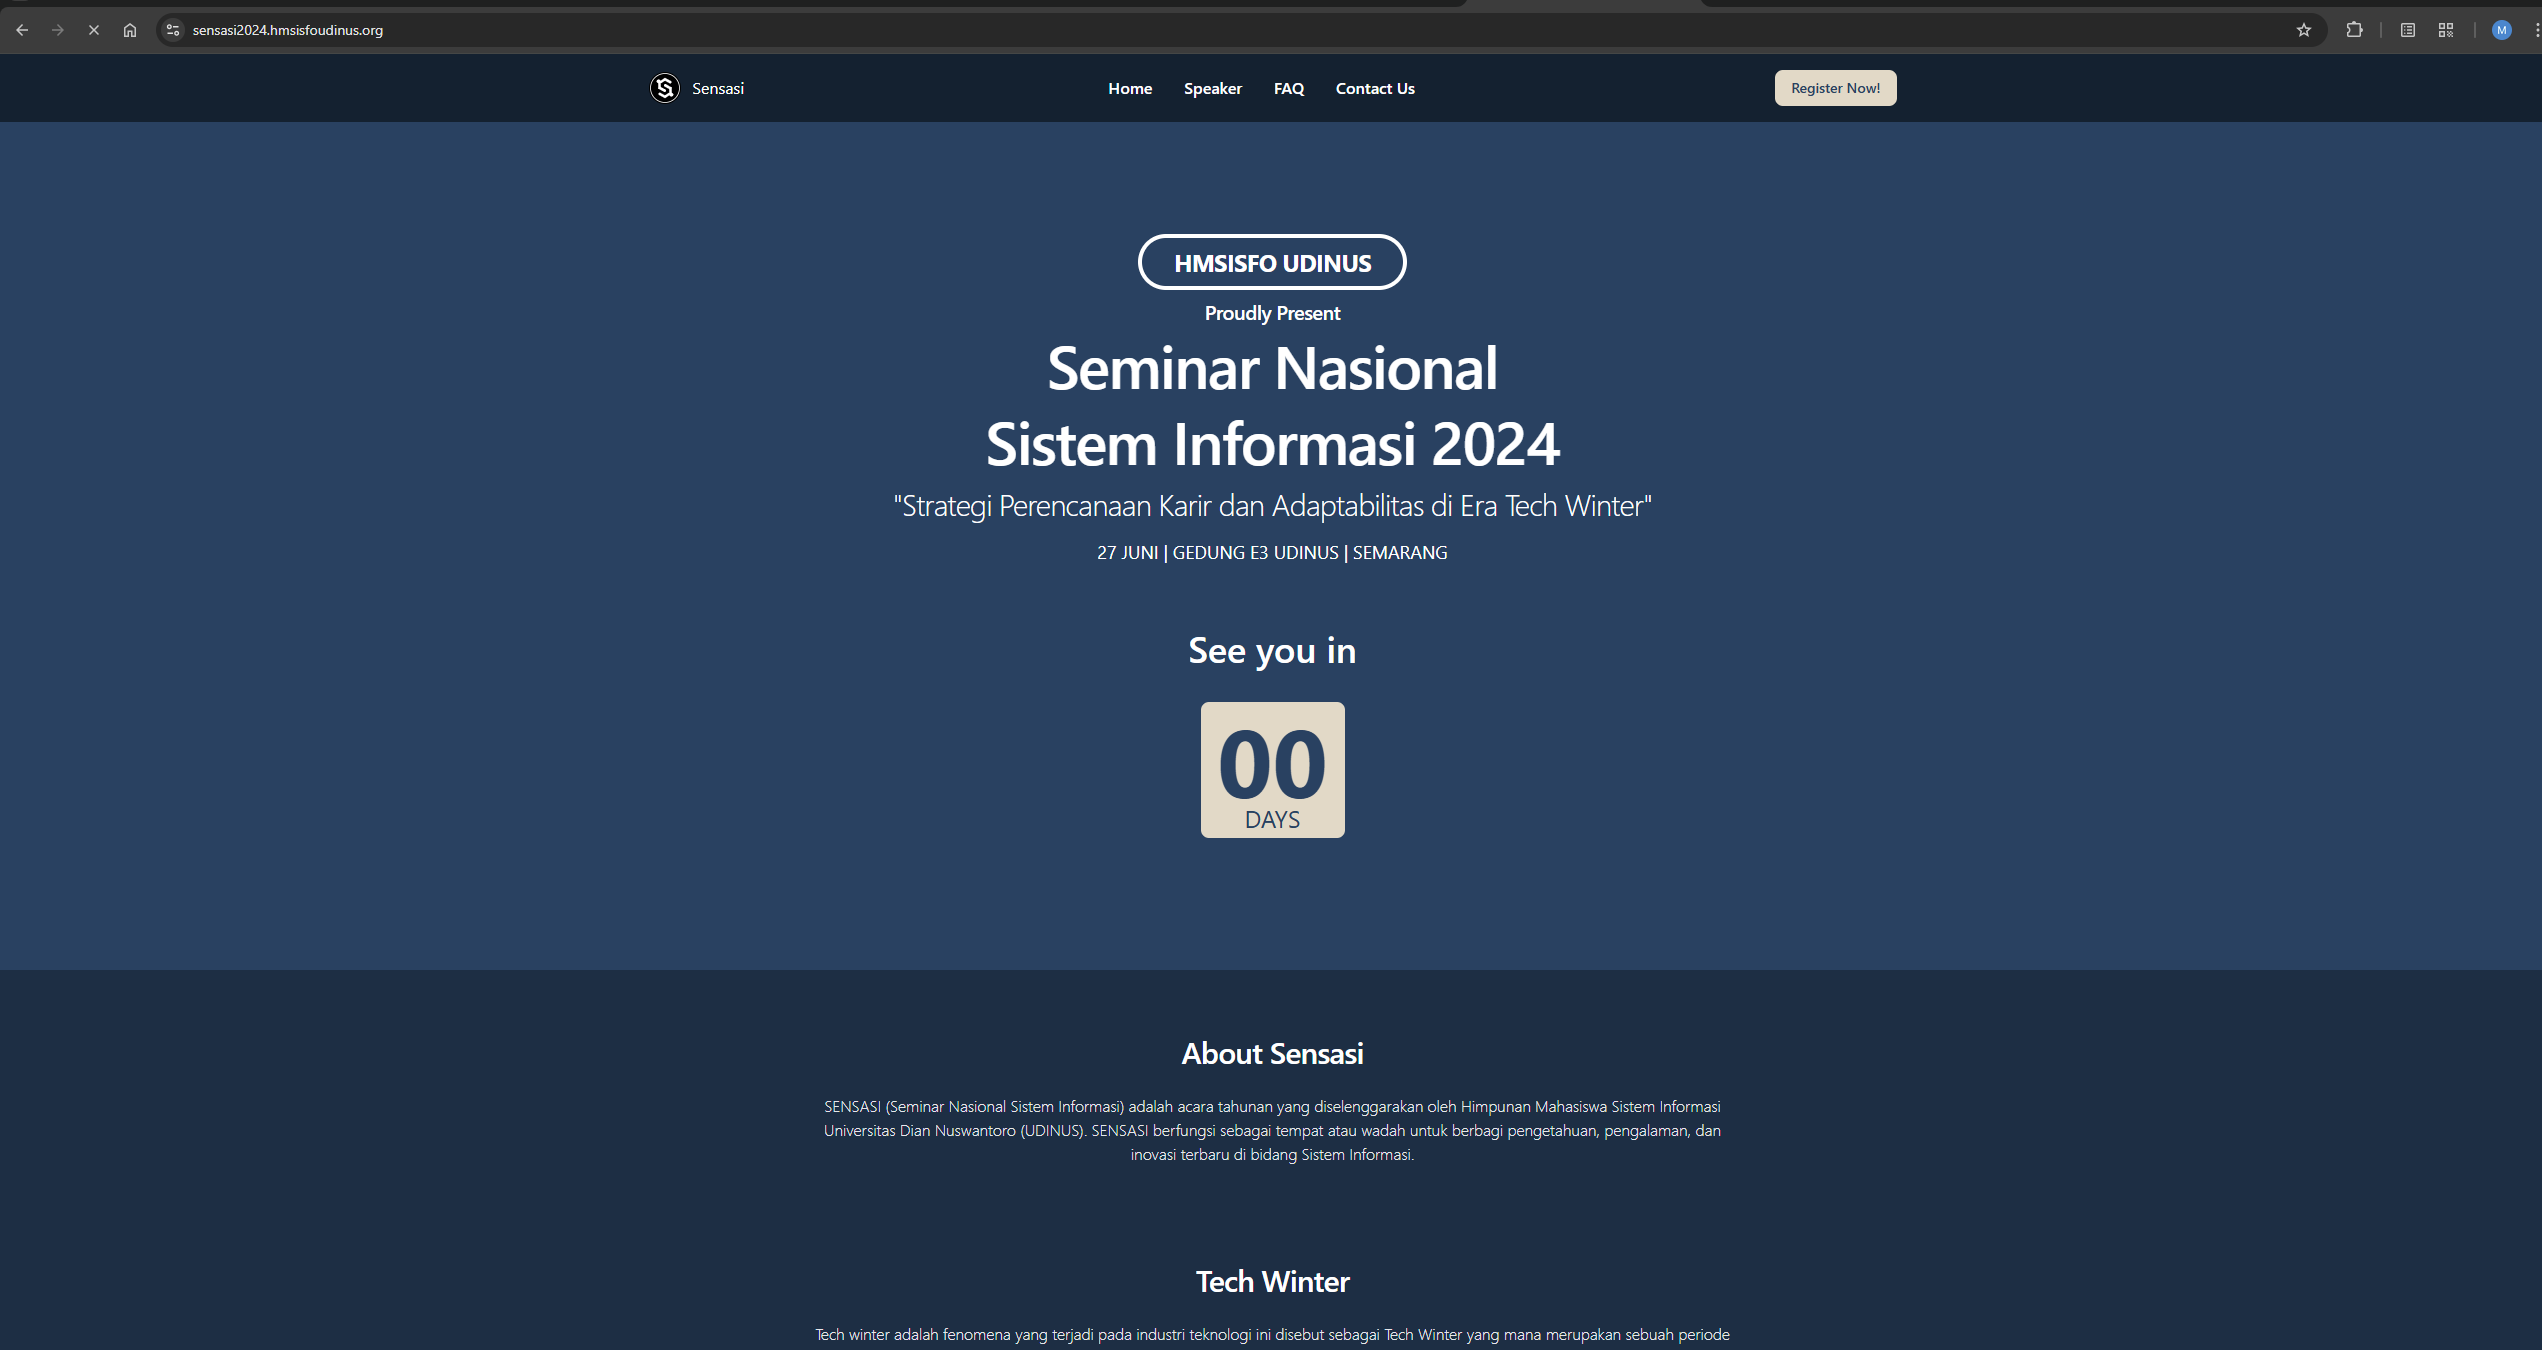 sensasi2024.hmsisfoudinus.org
M
Sensasi
Home
Speaker
FAQ
Contact Us
Register Now!
HMSISFO UDINUS
Proudly Present
Seminar Nasional
Sistem Informasi 2024
"Strategi Perencanaan Karir dan Adaptabilitas di Era Tech Winter"
27 JUNI | GEDUNG E3 UDINUS | SEMARANG
See you in
00
DAYS
About Sensasi
SENSASI (Seminar Nasional Sistem Informasi) adalah acara tahunan yang diselenggarakan oleh Himpunan Mahasiswa Sistem Informasi
Universitas Dian Nuswantoro (UDINUS). SENSASI berfungsi sebagai tempat atau wadah untuk berbagi pengetahuan, pengalaman, dan
inovasi terbaru di bidang Sistem Informasi.
Tech Winter
Tech winter adalah fenomena yang terjadi pada industri teknologi ini disebut sebagai Tech Winter yang mana merupakan sebuah periode